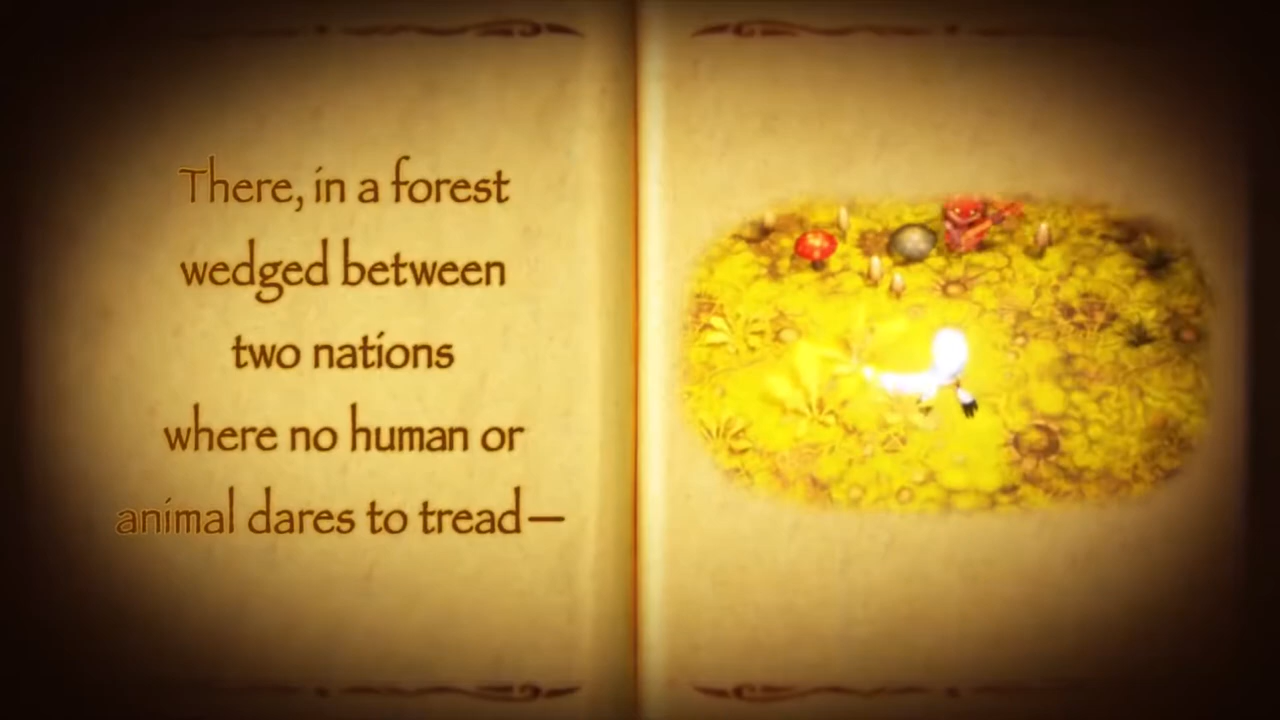 There, in a forest
wedged between
two nations
where no human or
animal dares to tread—